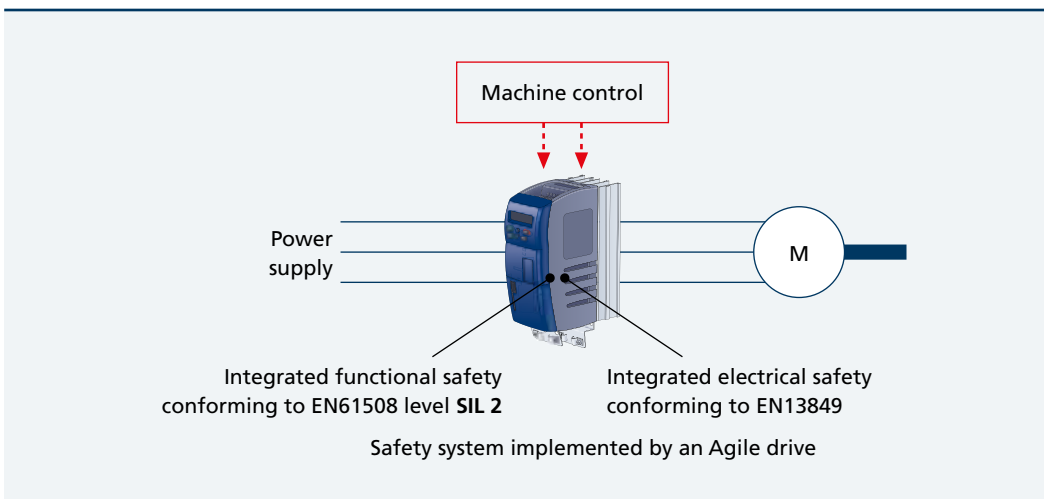 Machine control
Power
supply
M
Integrated functional safety
conforming to EN61508 level SIL 2
Integrated electrical safety
conforming to EN13849
Safety system implemented by an Agile drive